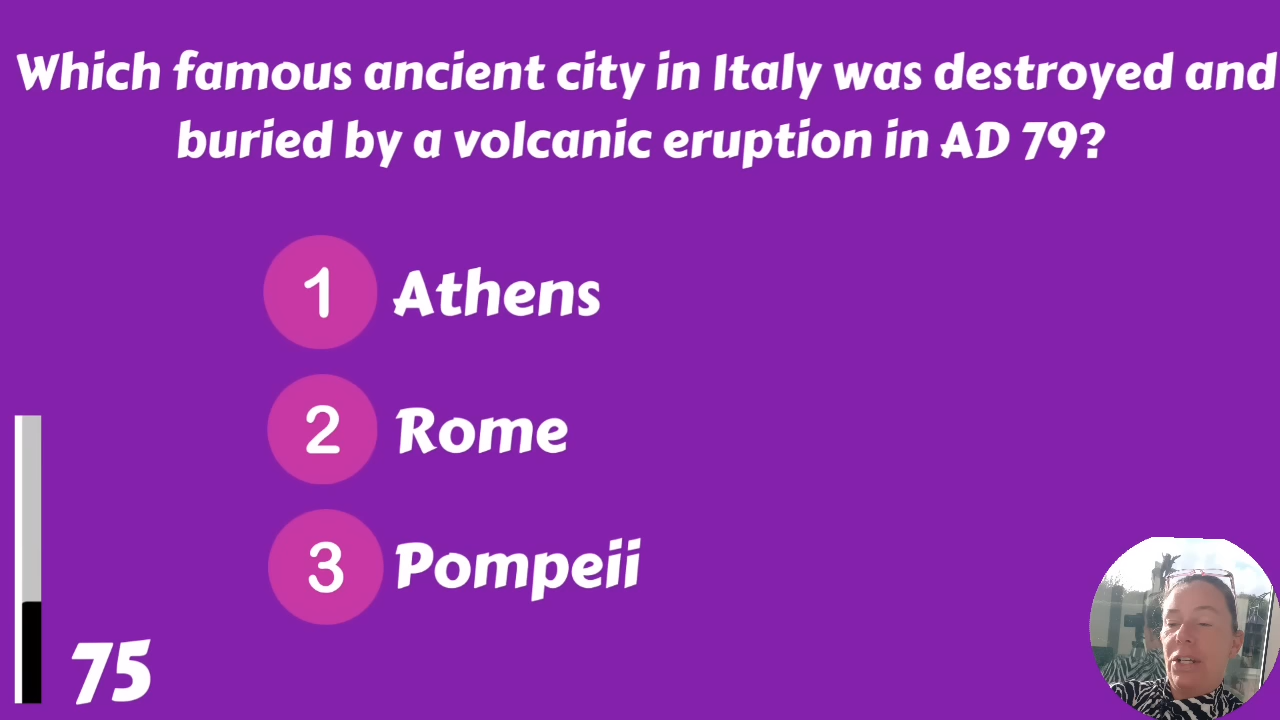 Which famous ancient city in Italy was destroyed and
buried by a volcanic eruption in AD 79?
1 Athens
2 Rome
3 Pompeii
75